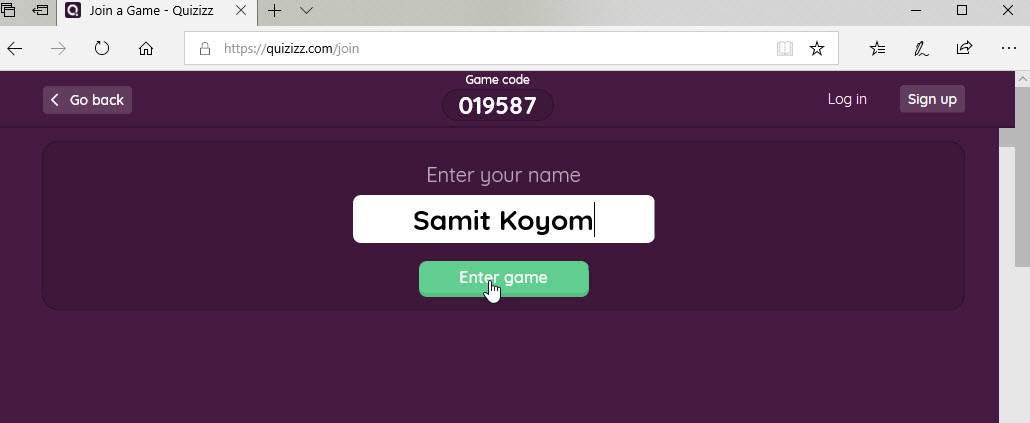 Join a Game - Quizizz
https://quizizz.com/join
Game code
Go back
019587
Log in
Sign up
Enter your name
Samit Koyom
Enter game